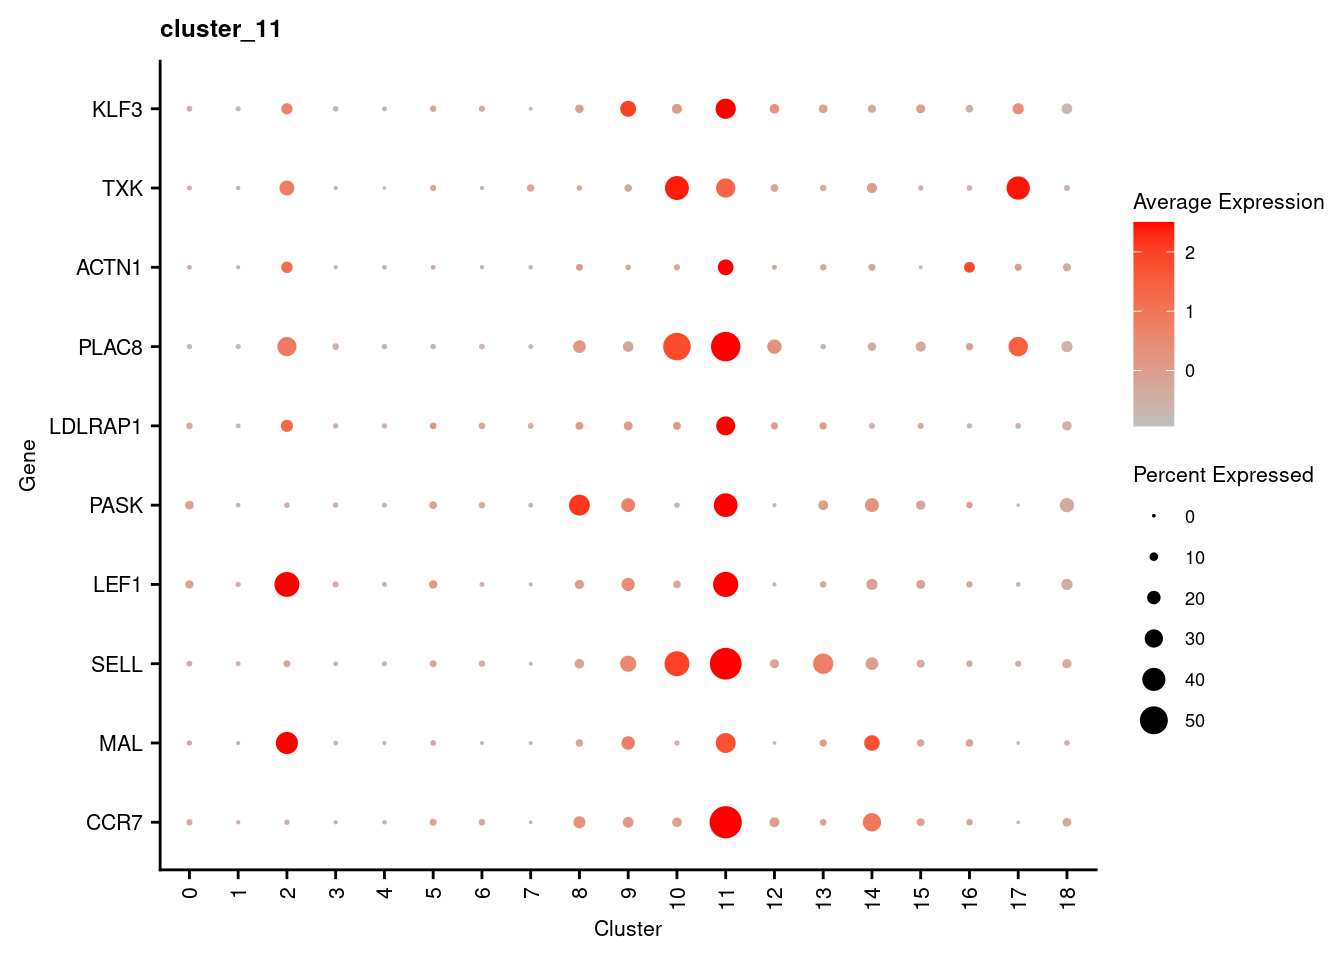 cluster_11
KLF3
TXK
ACTN1
PLAC8
LDLRAP1
PASK
LEF1
SELL
MAL
CCR7
Gene
0 1 2 3 4 5 6 7 8 9 10 11 12 13 14 15 16 17 18
Cluster
Average Expression
2
1
0
Percent Expressed
0
10
20
30
40
50